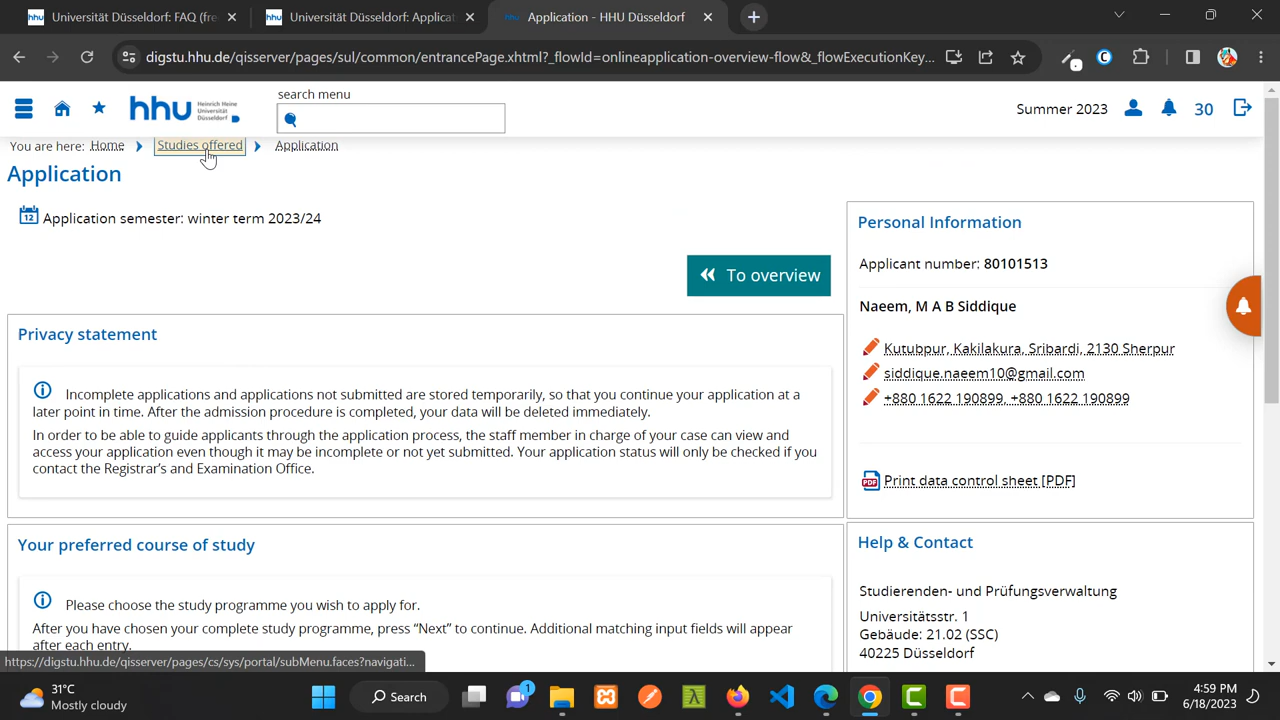 Universität Düsseldorf: FAQ (fre
Universität Düsseldorf: Applicat
Application - HHU Düsseldorf
digstu.hhu.de/qisserver/pages/sul/common/entrancePage.xhtml?_flowId=onlineapplication-overview-flow&_flowExecutionKey...
search menu
hhu Heinrich Heine Universität Düsseldorf
Summer 2023
30
You are here: Home Studies offered Application
Application
12 Application semester: winter term 2023/24
To overview
Privacy statement
Incomplete applications and applications not submitted are stored temporarily, so that you continue your application at a
later point in time. After the admission procedure is completed, your data will be deleted immediately.
In order to be able to guide applicants through the application process, the staff member in charge of your case can view and
access your application even though it may be incomplete or not yet submitted. Your application status will only be checked if you
contact the Registrar's and Examination Office.
Your preferred course of study
Please choose the study programme you wish to apply for.
After you have chosen your complete study programme, press “Next” to continue. Additional matching input fields will appear
after each entry.
Personal Information
Applicant number: 80101513
Naeem, M A B Siddique
Kutubpur, Kakilakura, Sribardi, 2130 Sherpur
siddique.naeem10@gmail.com
+880 1622 190899, +880 1622 190899
PDF Print data control sheet [PDF]
Help & Contact
Studierenden- und Prüfungsverwaltung
Universitätsstr. 1
Gebäude: 21.02 (SSC)
40225 Düsseldorf
https://digstu.hhu.de/qisserver/pages/cs/sys/portal/subMenu.faces?navigati...
31°C
Mostly cloudy
Search
1
4:59 PM
6/18/2023